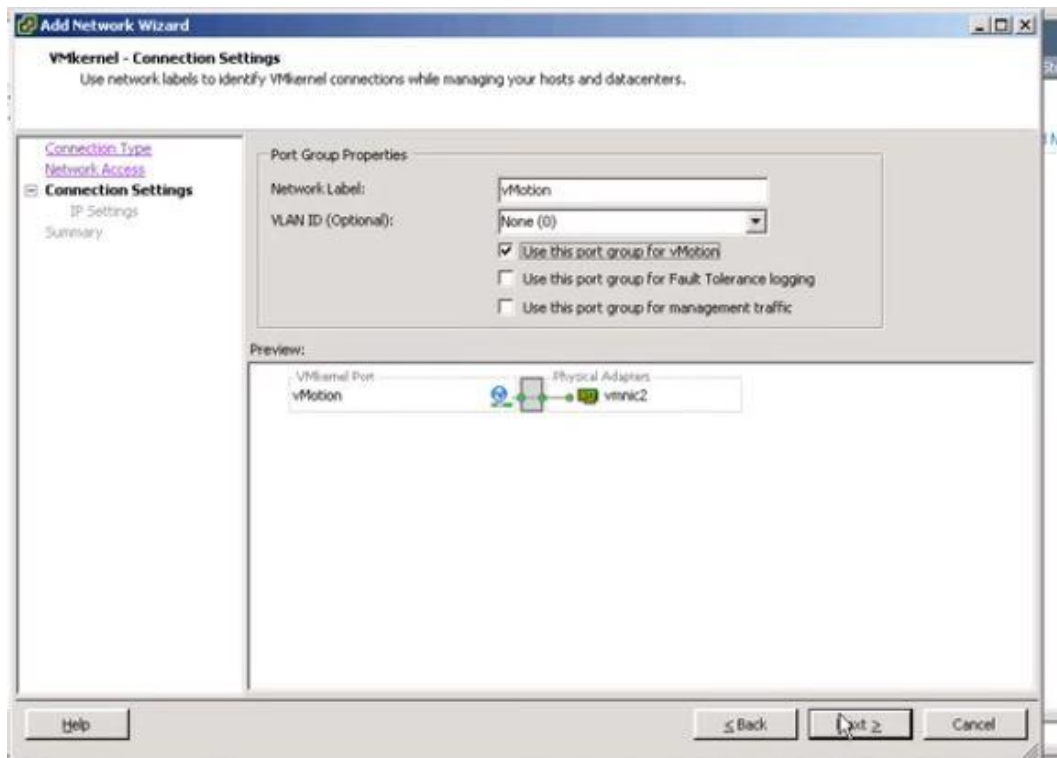 Add Network Wizard
VMkernel - Connection Settings
Use network labels to identify VMkernel connections while managing your hosts and datacenters.
Connection Type
Network Access
Connection Settings
IP Settings
Summary
Port Group Properties
Network Label:
vMotion
VLAN ID (Optional):
None (0)
Use this port group for vMotion
Use this port group for Fault Tolerance logging
Use this port group for management traffic
Preview:
VMkernel Port
Physical Adapters
vMotion
vmnic2
Help
≤ Back
Next ≥
Cancel